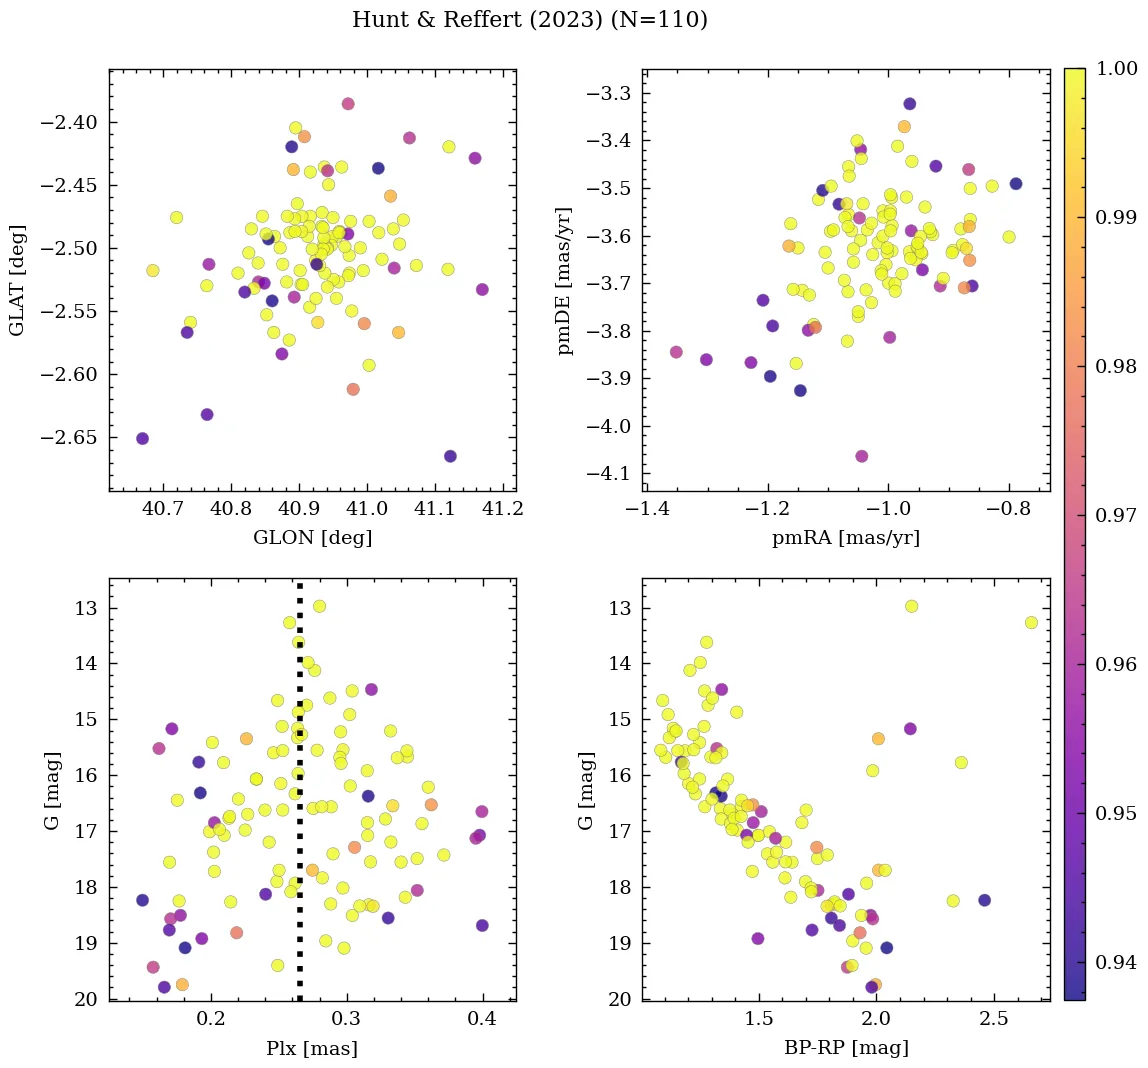 Hunt & Reffert (2023) (N=110)
−2.40
−2.45
−2.50
−2.55
−2.60
−2.65
GLAT [deg]
40.7 40.8 40.9 41.0 41.1 41.2
GLON [deg]
−3.3
−3.4
−3.5
−3.6
−3.7
−3.8
−3.9
−4.0
−4.1
pmDE [mas/yr]
−1.4 −1.2 −1.0 −0.8
pmRA [mas/yr]
13
14
15
16
17
18
19
20
G [mag]
0.2 0.3 0.4
Plx [mas]
13
14
15
16
17
18
19
20
G [mag]
1.5 2.0 2.5
BP-RP [mag]
1.00
0.99
0.98
0.97
0.96
0.95
0.94